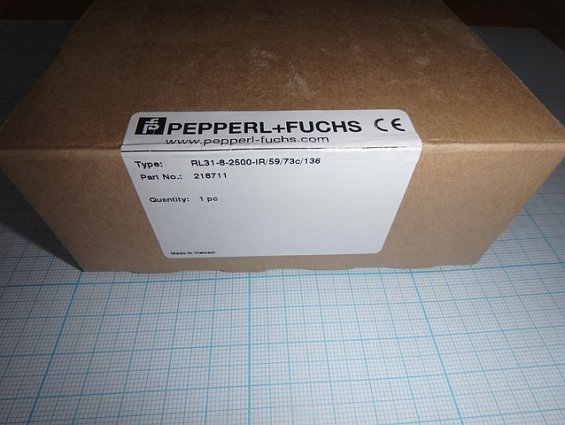 PEPPERL+FUCHS CE
www.pepperl-fuchs.com
Type: RL31-8-2500-IR/59/73c/136
Part No.: 218711
Quantity: 1 pc
Made in Vietnam